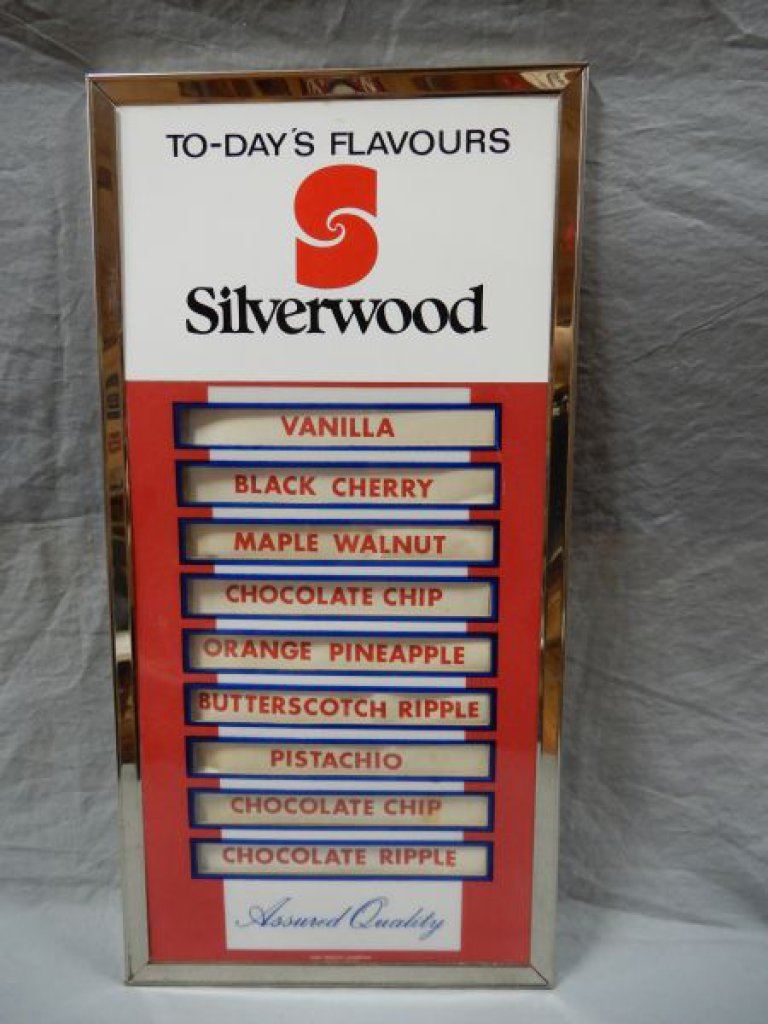 TO-DAY'S FLAVOURS
Silverwood
VANILLA
BLACK CHERRY
MAPLE WALNUT
CHOCOLATE CHIP
ORANGE PINEAPPLE
BUTTERSCOTCH RIPPLE
PISTACHIO
CHOCOLATE CHIP
CHOCOLATE RIPPLE
Assured Quality